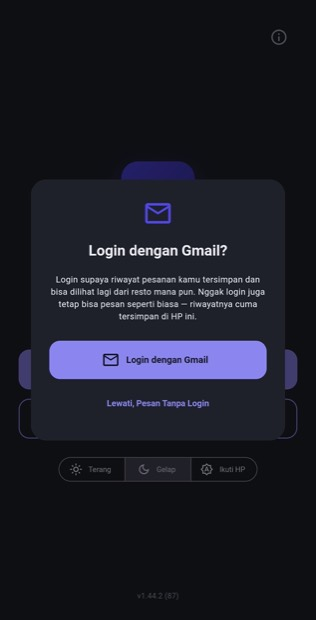 Login dengan Gmail?
Login supaya riwayat pesanan kamu tersimpan dan
bisa dilihat lagi dari resto mana pun. Nggak login juga
tetap bisa pesan seperti biasa — riwayatnya cuma
tersimpan di HP ini.
Login dengan Gmail
Lewati, Pesan Tanpa Login
Terang
Gelap
Ikuti HP
v1.44.2 (87)